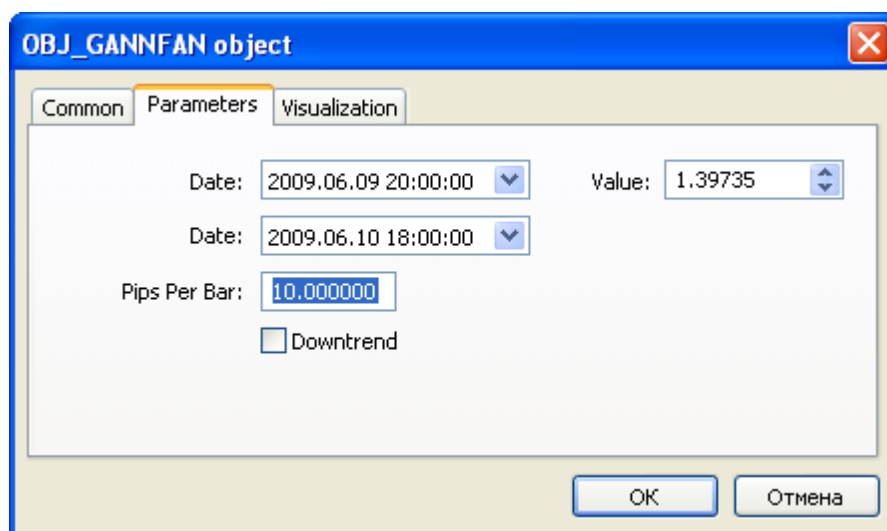 OBJ_GANNFAN object
Common Parameters Visualization
Date: 2009.06.09 20:00:00 Value: 1.39735
Date: 2009.06.10 18:00:00
Pips Per Bar: 10.000000
Downtrend
ОК Отмена